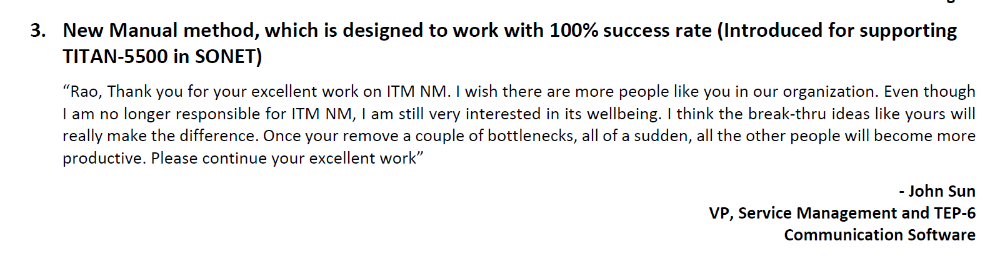 3. New Manual method, which is designed to work with 100% success rate (Introduced for supporting
TITAN-5500 in SONET)
“Rao, Thank you for your excellent work on ITM NM. I wish there are more people like you in our organization. Even though
I am no longer responsible for ITM NM, I am still very interested in its wellbeing. I think the break-thru ideas like yours will
really make the difference. Once your remove a couple of bottlenecks, all of a sudden, all the other people will become more
productive. Please continue your excellent work”
- John Sun
VP, Service Management and TEP-6
Communication Software